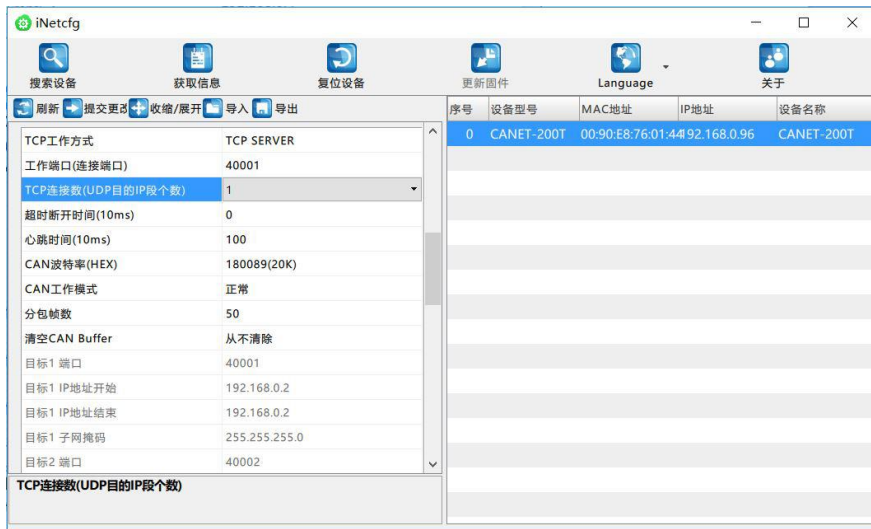 iNetcfg
搜索设备 获取信息 复位设备 更新固件 Language 关于
刷新 提交更改 收缩/展开 导入 导出
序号 设备型号 MAC地址 IP地址 设备名称
0 CANET-200T 00:90:E8:76:01:44 192.168.0.96 CANET-200T
TCP工作方式 TCP SERVER
工作端口(连接端口) 40001
TCP连接数(UDP目的IP段个数) 1
超时断开时间(10ms) 0
心跳时间(10ms) 100
CAN波特率(HEX) 180089(20K)
CAN工作模式 正常
分包帧数 50
清空CAN Buffer 从不清除
目标1 端口 40001
目标1 IP地址开始 192.168.0.2
目标1 IP地址结束 192.168.0.2
目标1 子网掩码 255.255.255.0
目标2 端口 40002
TCP连接数(UDP目的IP段个数)